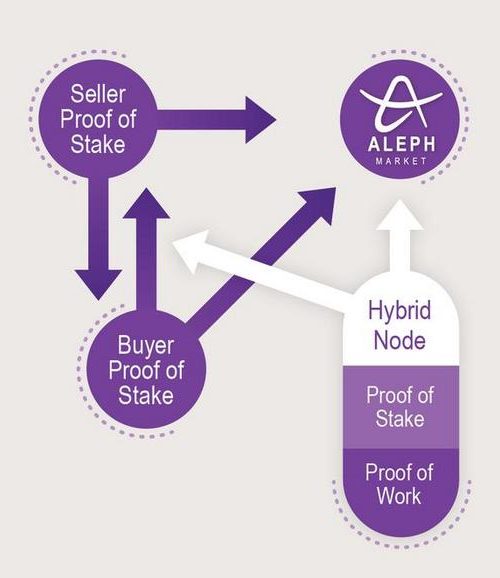 Seller
Proof of
Stake
ALEPH
MARKET
Buyer
Proof of
Stake
Hybrid
Node
Proof of
Stake
Proof of
Work